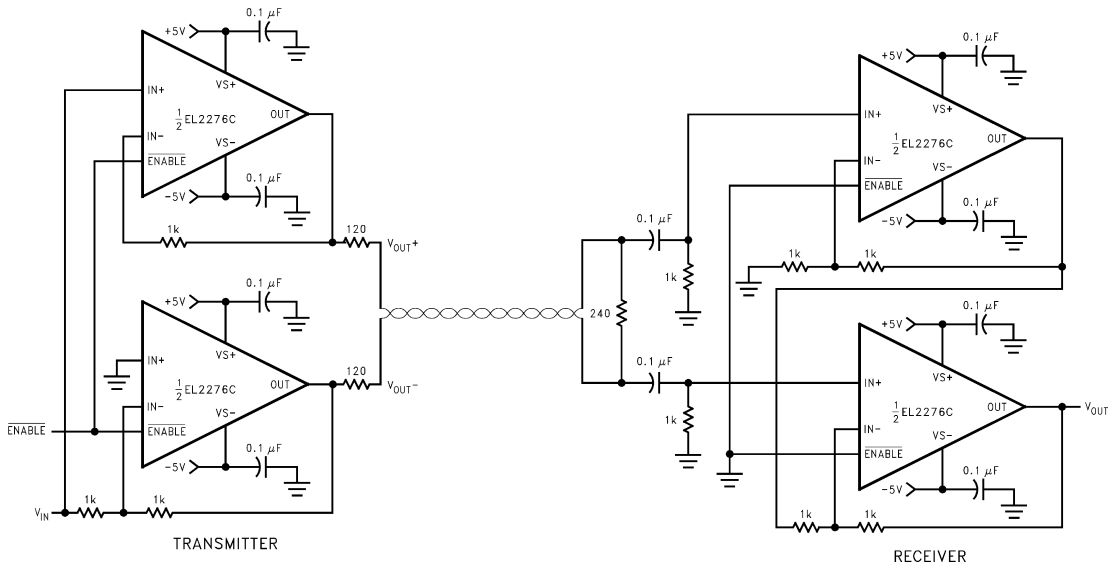 +5V
0.1 μF
VS+
IN+
OUT
1/2 EL2276C
IN-
VS-
ENABLE
-5V
0.1 μF
1k
120
VOUT+
+5V
0.1 μF
VS+
IN+
1/2 EL2276C
OUT
120
VOUT-
IN-
VS-
ENABLE
ENABLE
-5V
0.1 μF
VIN
1k
1k
TRANSMITTER
240
0.1 μF
1k
0.1 μF
1k
+5V
0.1 μF
VS+
IN+
OUT
1/2 EL2276C
IN-
VS-
ENABLE
-5V
0.1 μF
1k
1k
+5V
0.1 μF
VS+
IN+
1/2 EL2276C
OUT
VOUT
IN-
VS-
ENABLE
-5V
0.1 μF
1k
1k
RECEIVER